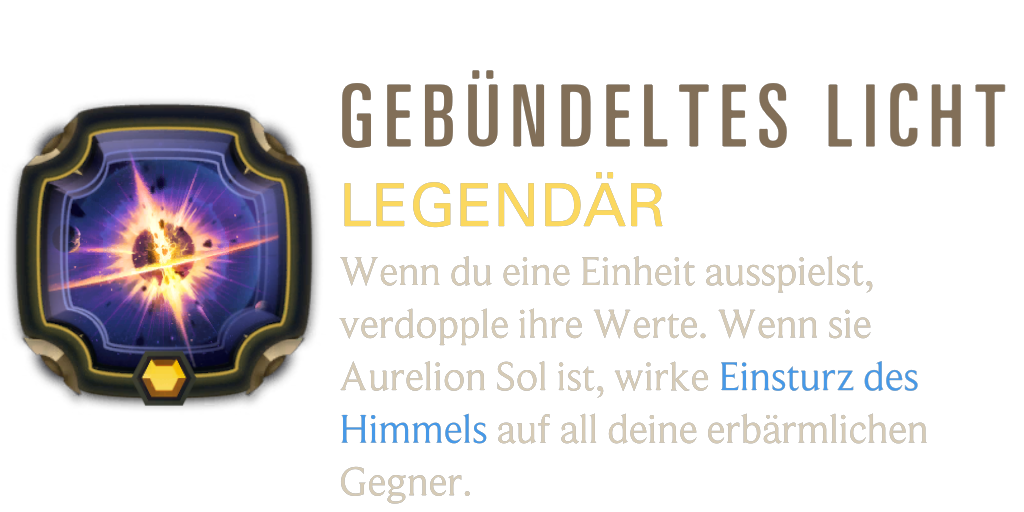 GEBÜNDELTES LICHT
LEGENDÄR
Wenn du eine Einheit ausspielst,
verdopple ihre Werte. Wenn sie
Aurelion Sol ist, wirke Einsturz des
Himmels auf all deine erbärmlichen
Gegner.